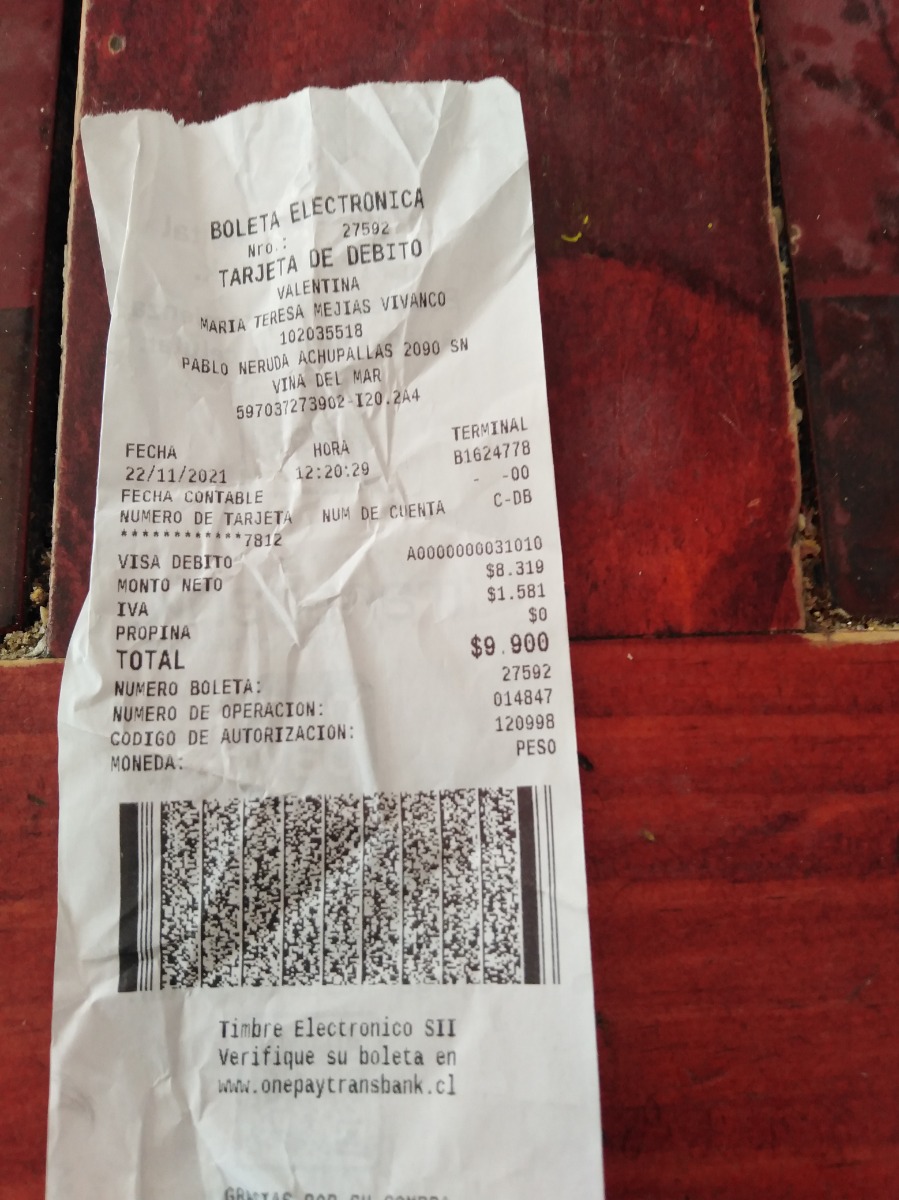 BOLETA ELECTRONICA
Nro.: 27592
TARJETA DE DEBITO
VALENTINA
MARIA TERESA MEJIAS VIVANCO
102035518
PABLO NERUDA ACHUPALLAS 2090 SN
VINA DEL MAR
597037273902-I20.2A4
FECHA HORA TERMINAL
22/11/2021 12:20:29 B1624778
FECHA CONTABLE - -00
NUMERO DE TARJETA NUM DE CUENTA C-DB
************7812
VISA DEBITO A0000000031010
MONTO NETO $8.319
IVA $1.581
PROPINA $0
TOTAL $9.900
NUMERO BOLETA: 27592
NUMERO DE OPERACION: 014847
CODIGO DE AUTORIZACION: 120998
MONEDA: PESO
Timbre Electronico SII
Verifique su boleta en
www.onepaytransbank.cl
GRACIAS POR SU COMPRA